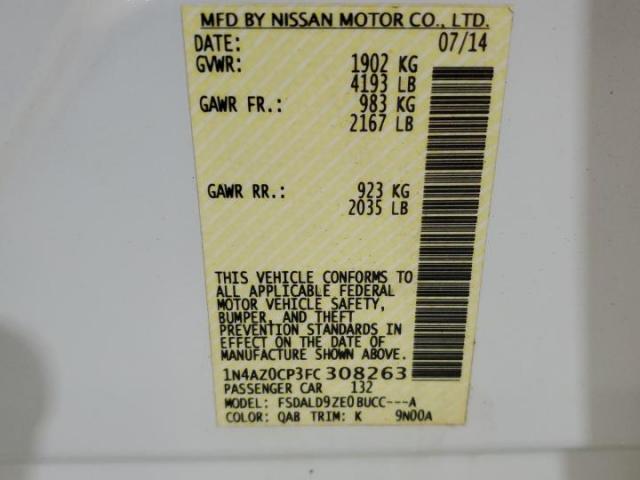 MFD BY NISSAN MOTOR CO., LTD.
DATE: 07/14
GVWR: 1902 KG
4193 LB
GAWR FR.: 983 KG
2167 LB
GAWR RR.: 923 KG
2035 LB
THIS VEHICLE CONFORMS TO
ALL APPLICABLE FEDERAL
MOTOR VEHICLE SAFETY,
BUMPER, AND THEFT
PREVENTION STANDARDS IN
EFFECT ON THE DATE OF
MANUFACTURE SHOWN ABOVE.
1N4AZ0CP3FC308263
PASSENGER CAR 132
MODEL: FSDALD9ZE0BUCC---A
COLOR: QAB TRIM: K 9N00A